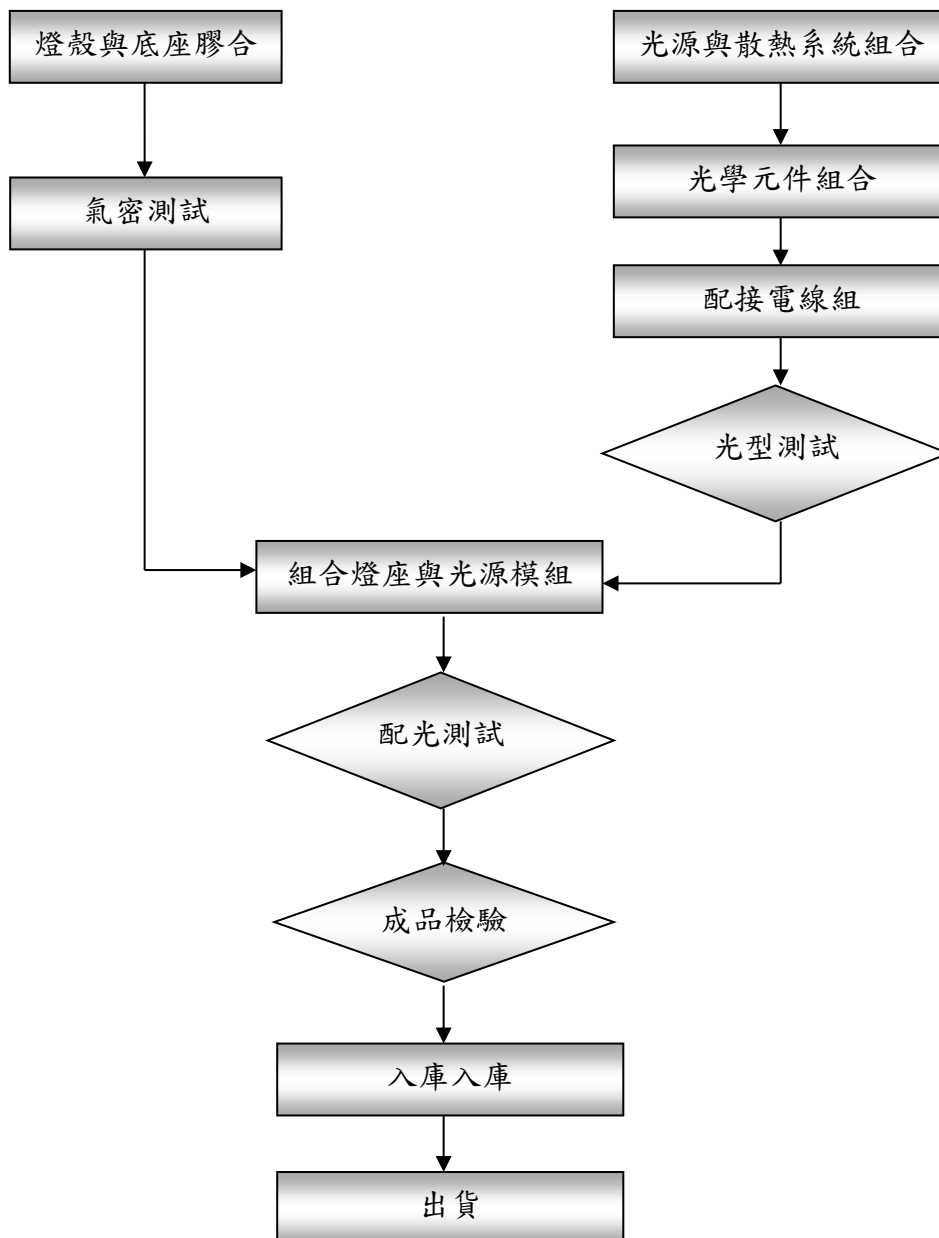 燈殼與底座膠合
光源與散熱系統組合
氣密測試
光學元件組合
配接電線組
光型測試
組合燈座與光源模組
配光測試
成品檢驗
入庫入庫
出貨